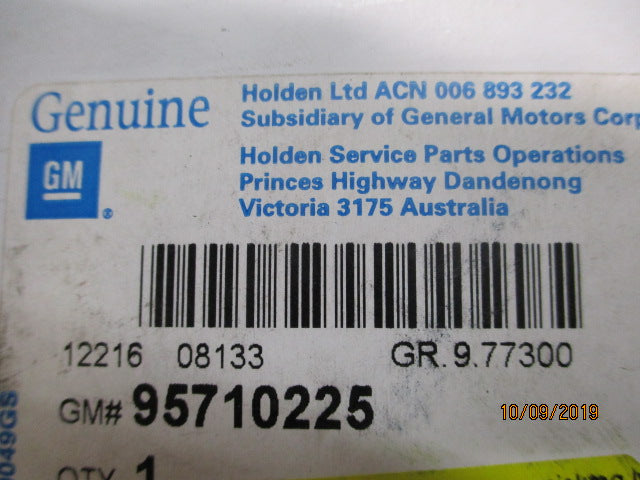 Genuine
GM
®
Holden Ltd ACN 006 893 232
Subsidiary of General Motors Corp
Holden Service Parts Operations
Princes Highway Dandenong
Victoria 3175 Australia
12216 08133 GR.9.77300
GM# 95710225
QTY 1
049GS
10/09/2019